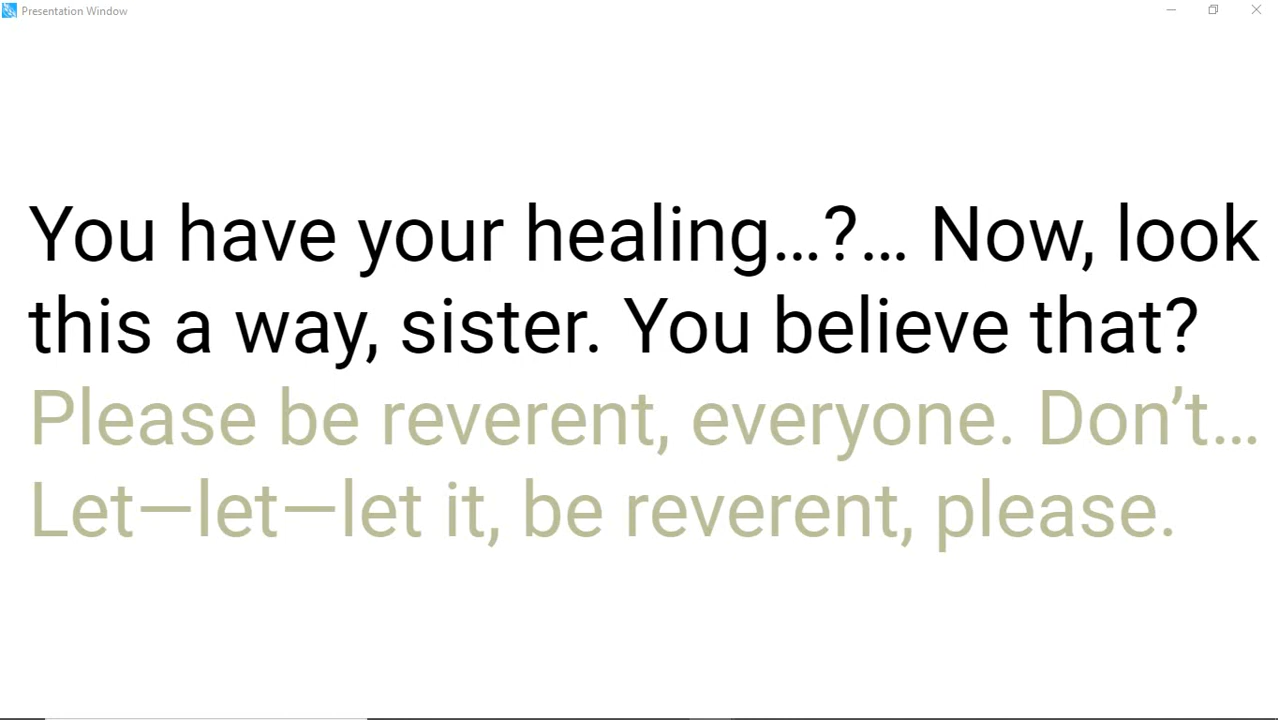 Presentation Window
You have your healing...?... Now, look
this a way, sister. You believe that?
Please be reverent, everyone. Don’t...
Let—let—let it, be reverent, please.